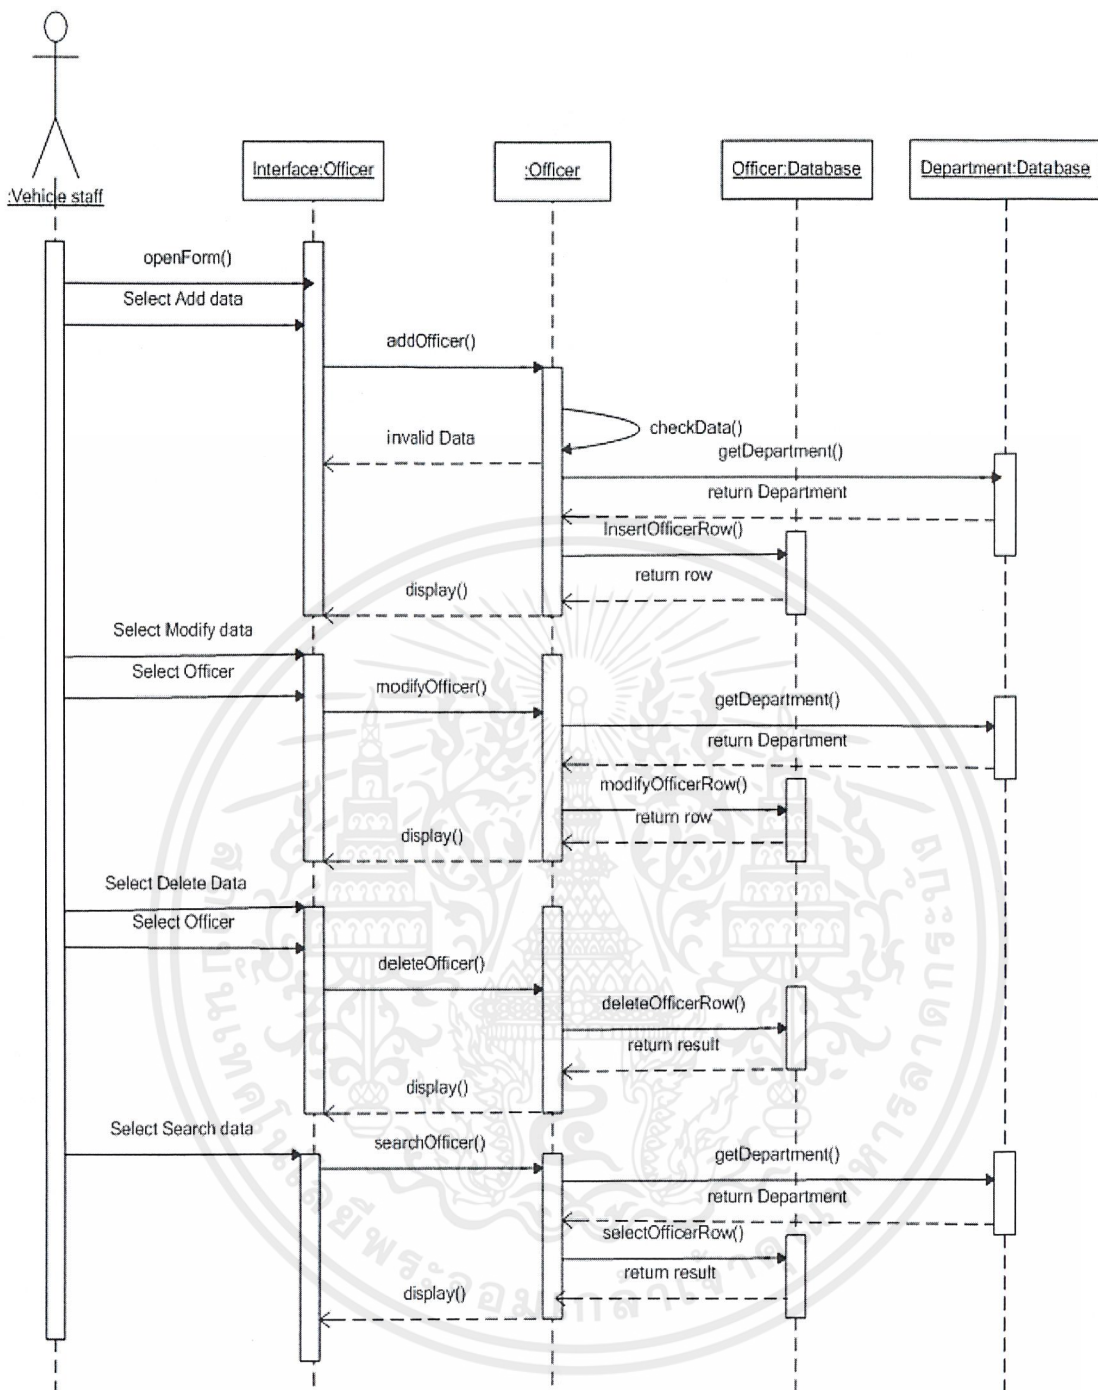 :Vehicle staff
Interface:Officer
:Officer
Officer:Database
Department:Database
openForm()
Select Add data
addOfficer()
checkData()
invalid Data
getDepartment()
return Department
InsertOfficerRow()
return row
display()
Select Modify data
Select Officer
modifyOfficer()
getDepartment()
return Department
modifyOfficerRow()
return row
display()
Select Delete Data
Select Officer
deleteOfficer()
deleteOfficerRow()
return result
display()
Select Search data
searchOfficer()
getDepartment()
return Department
selectOfficerRow()
return result
display()